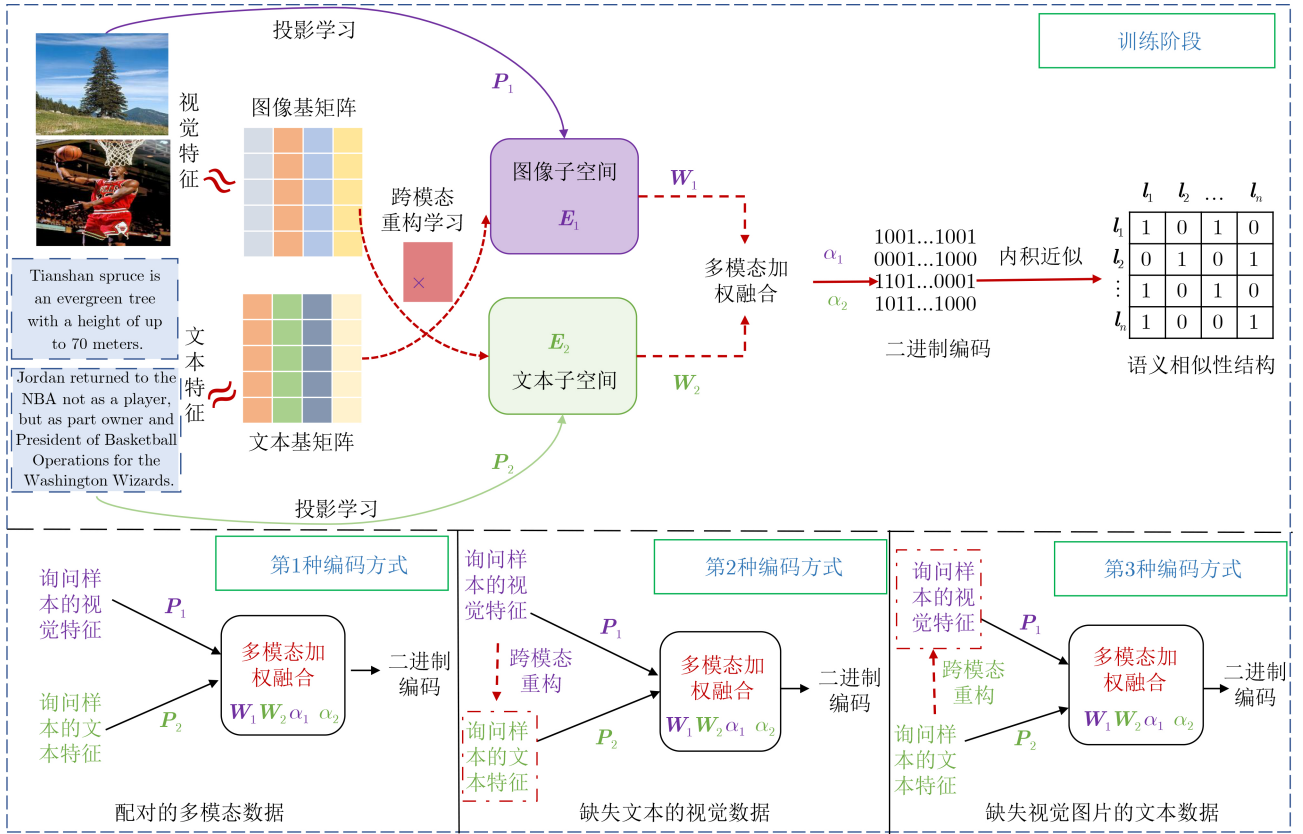 投影学习
训练阶段
P₁
视觉特征
图像基矩阵
图像子空间
E₁
W₁
跨模态
重构学习
×
l₁ l₂ … lₙ
l₁ 1 0 1 0
l₂ 0 1 0 1
⋮ 1 0 1 0
lₙ 1 0 0 1
语义相似性结构
多模态加
权融合
α₁
α₂
1001...1001
0001...1000
1101...0001
1011...1000
二进制编码
内积近似
Tianshan spruce is
an evergreen tree
with a height of up
to 70 meters.
文本特征
E₂
文本子空间
W₂
Jordan returned to the
NBA not as a player,
but as part owner and
President of Basketball
Operations for the
Washington Wizards.
文本基矩阵
P₂
投影学习
第1种编码方式
询问样
本的视
觉特征
P₁
询问样
本的文
本特征
P₂
多模态加
权融合
W₁ W₂ α₁ α₂
二进制
编码
配对的多模态数据
第2种编码方式
询问样
本的视
觉特征
P₁
跨模态
重构
询问样
本的文
本特征
P₂
多模态加
权融合
W₁ W₂ α₁ α₂
二进制
编码
缺失文本的视觉数据
第3种编码方式
询问样
本的视
觉特征
P₁
跨模态
重构
询问样
本的文
本特征
P₂
多模态加
权融合
W₁ W₂ α₁ α₂
二进制
编码
缺失视觉图片的文本数据